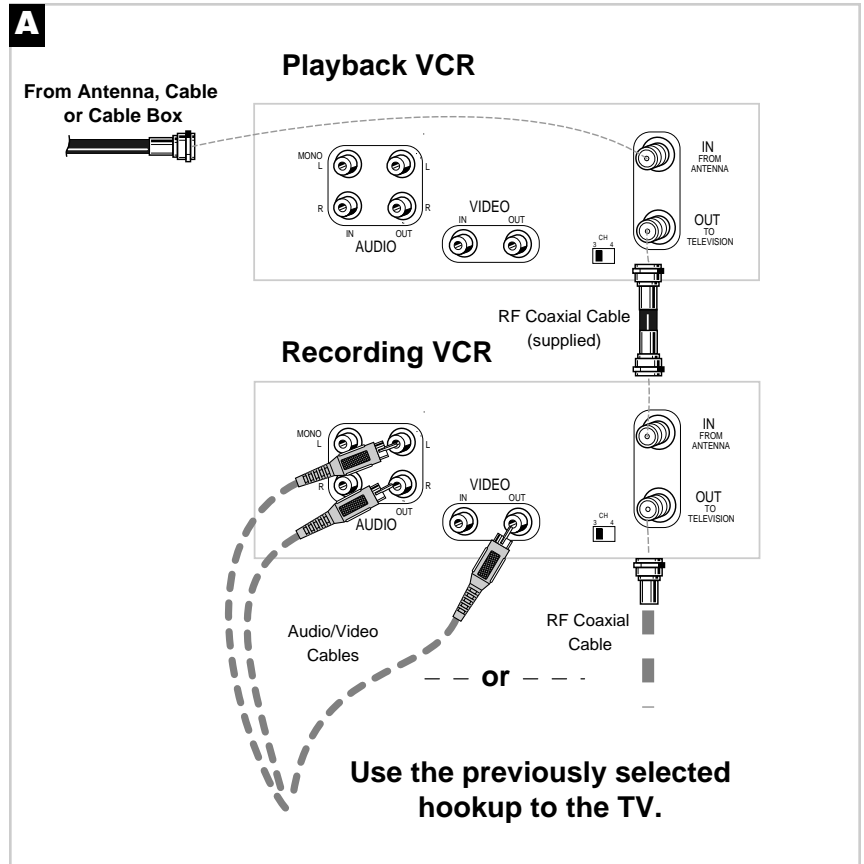 A
Playback VCR
From Antenna, Cable
or Cable Box
MONO
L
L
R
R
IN
OUT
AUDIO
VIDEO
IN
OUT
CH
3 4
IN
FROM
ANTENNA
OUT
TO
TELEVISION
RF Coaxial Cable
(supplied)
Recording VCR
MONO
L
L
R
R
OUT
AUDIO
VIDEO
IN
OUT
CH
3 4
IN
FROM
ANTENNA
OUT
TO
TELEVISION
Audio/Video
Cables
RF Coaxial
Cable
or
Use the previously selected
hookup to the TV.